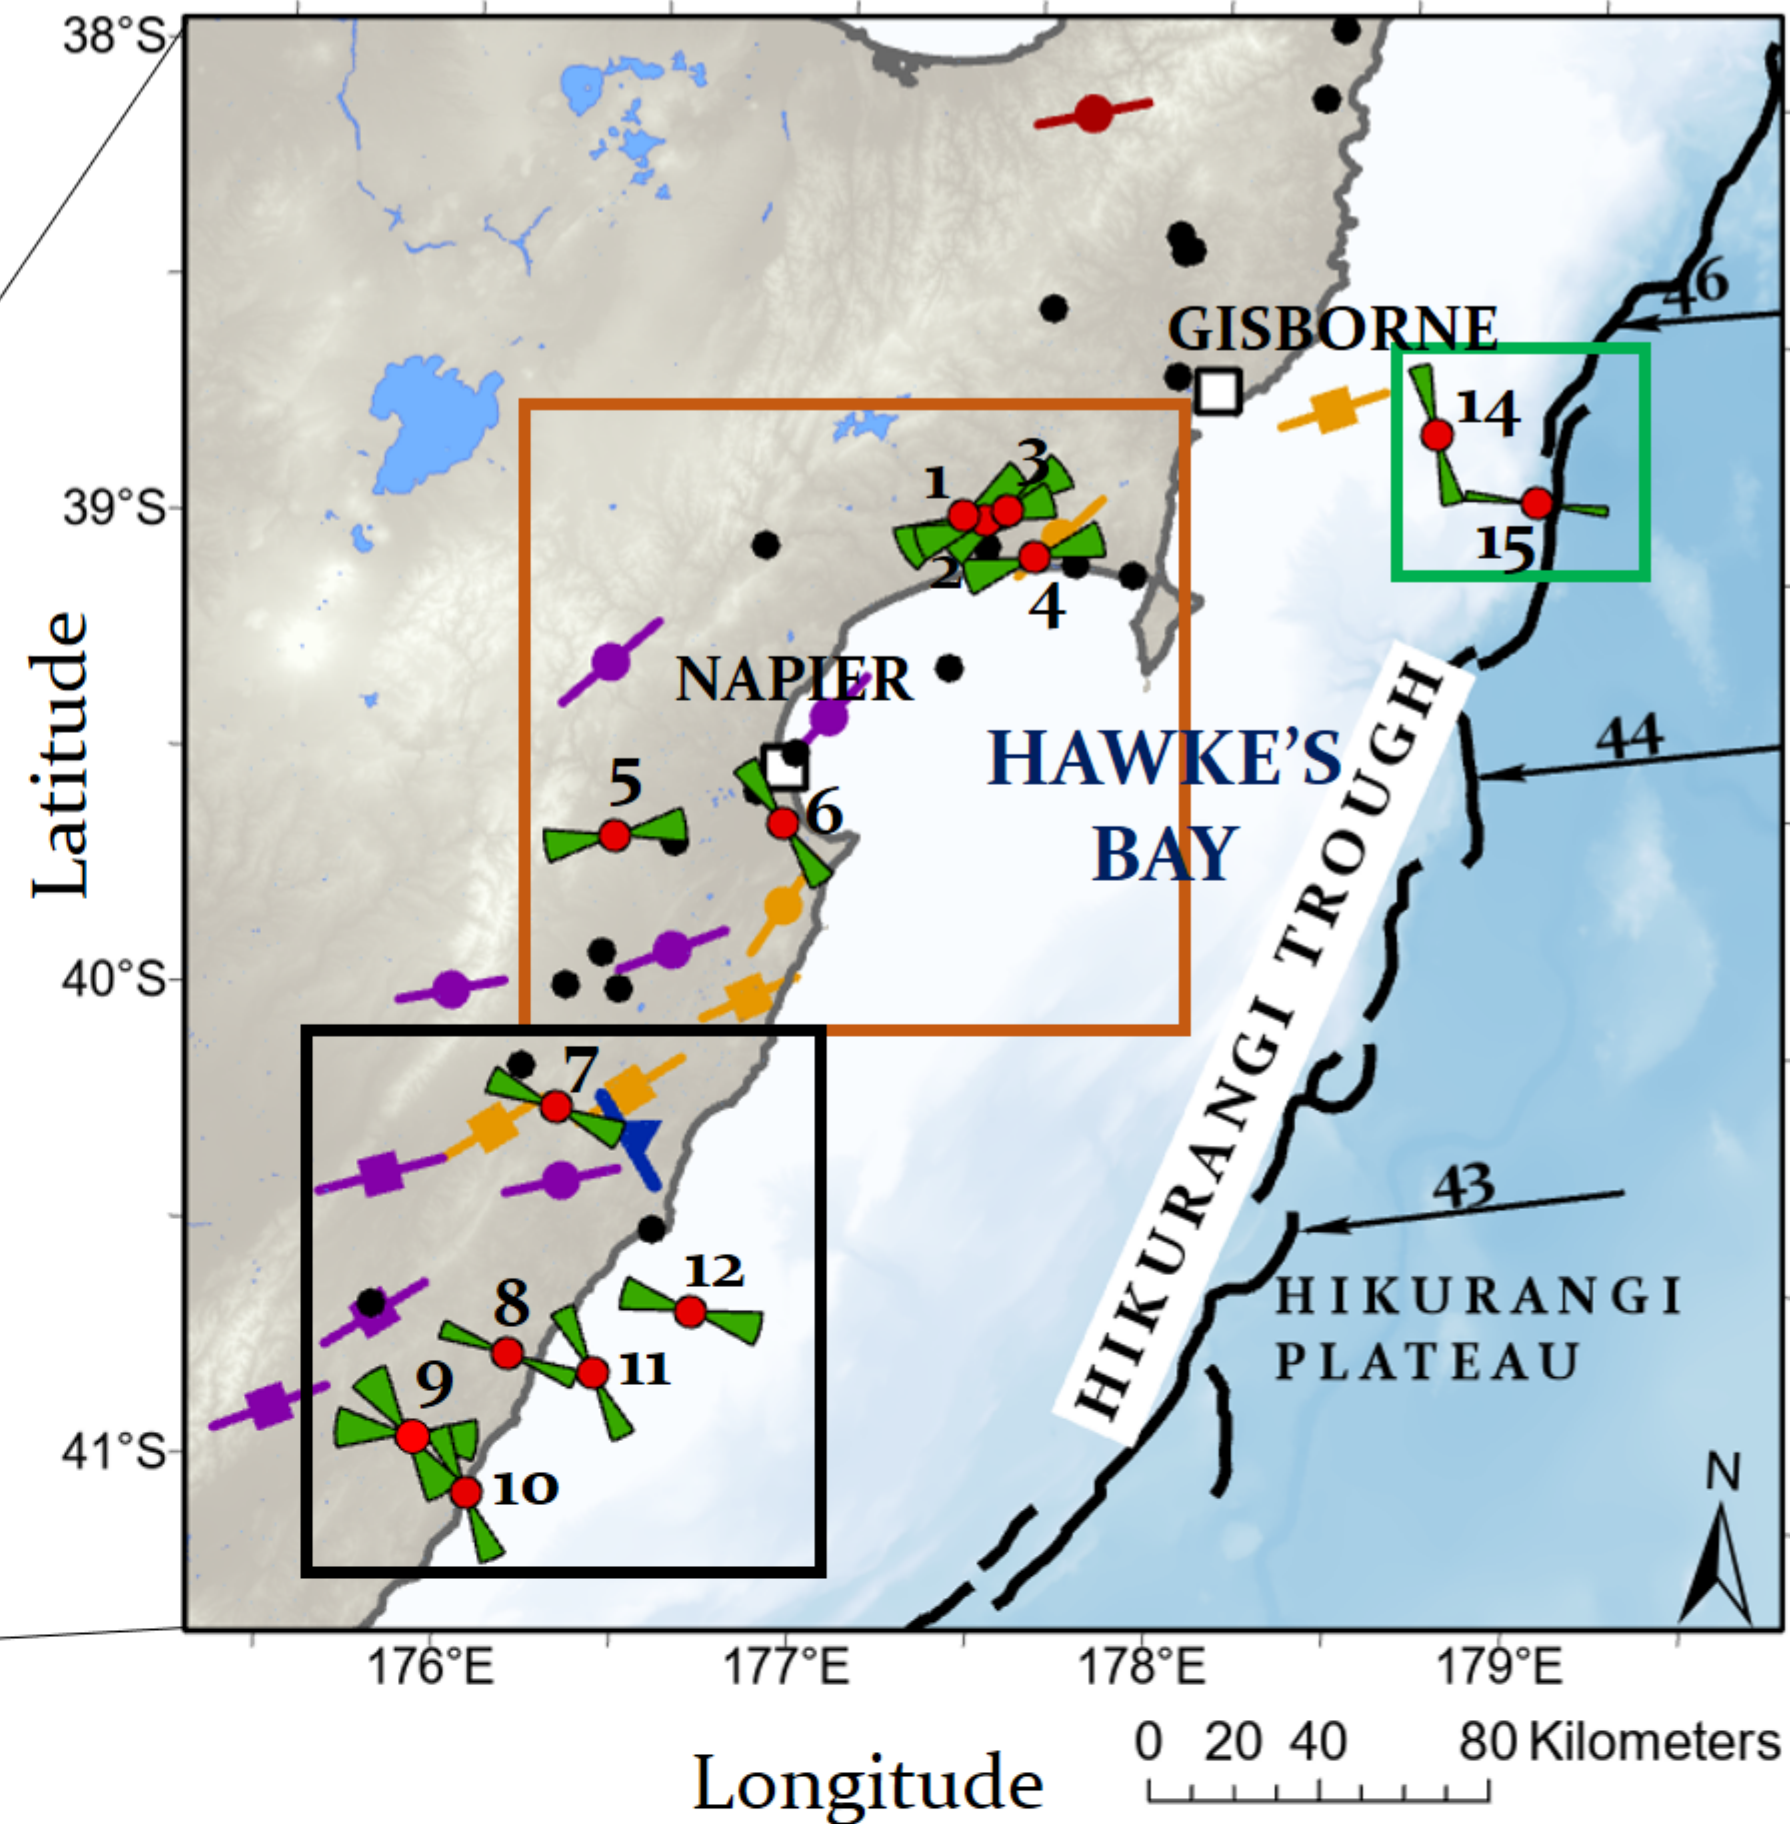 38°S
46
GISBORNE
14
3
1
39°S
15
2
4
NAPIER
HAWKE'S
BAY
44
5
6
Latitude
HIKURANGI TROUGH
40°S
7
43
12
HIKURANGI
PLATEAU
8
11
9
41°S
10
N
176°E
177°E
178°E
179°E
0 20 40 80 Kilometers
Longitude